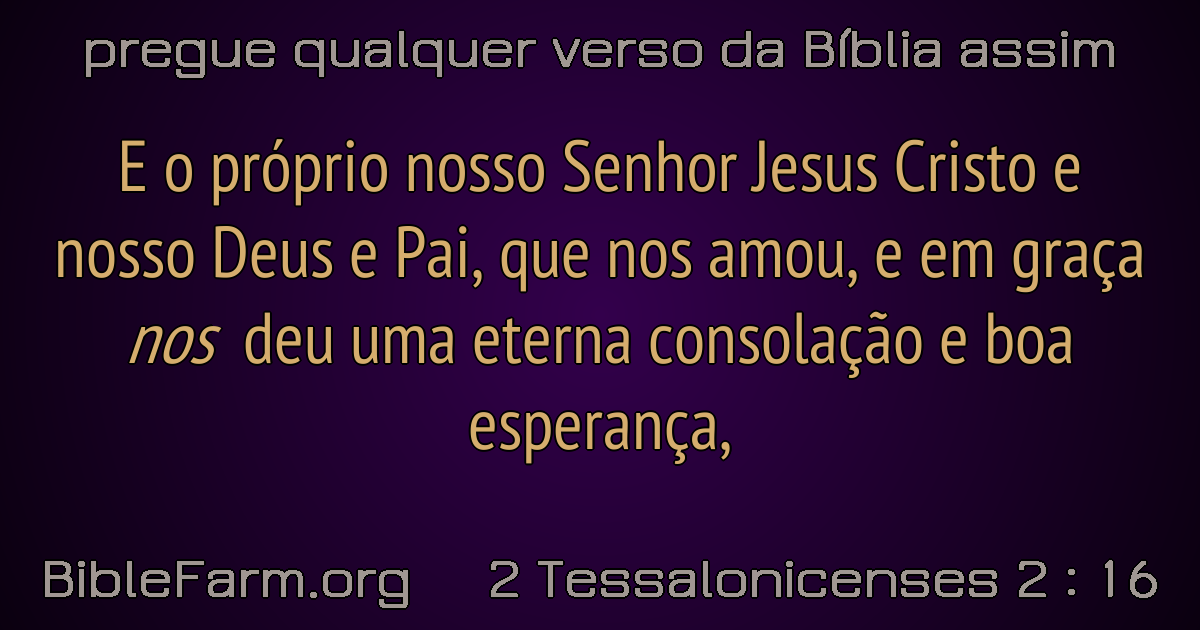 pregue qualquer verso da Bíblia assim
E o próprio nosso Senhor Jesus Cristo e
nosso Deus e Pai, que nos amou, e em graça
nos deu uma eterna consolação e boa
esperança,
BibleFarm.org 2 Tessalonicenses 2 : 16